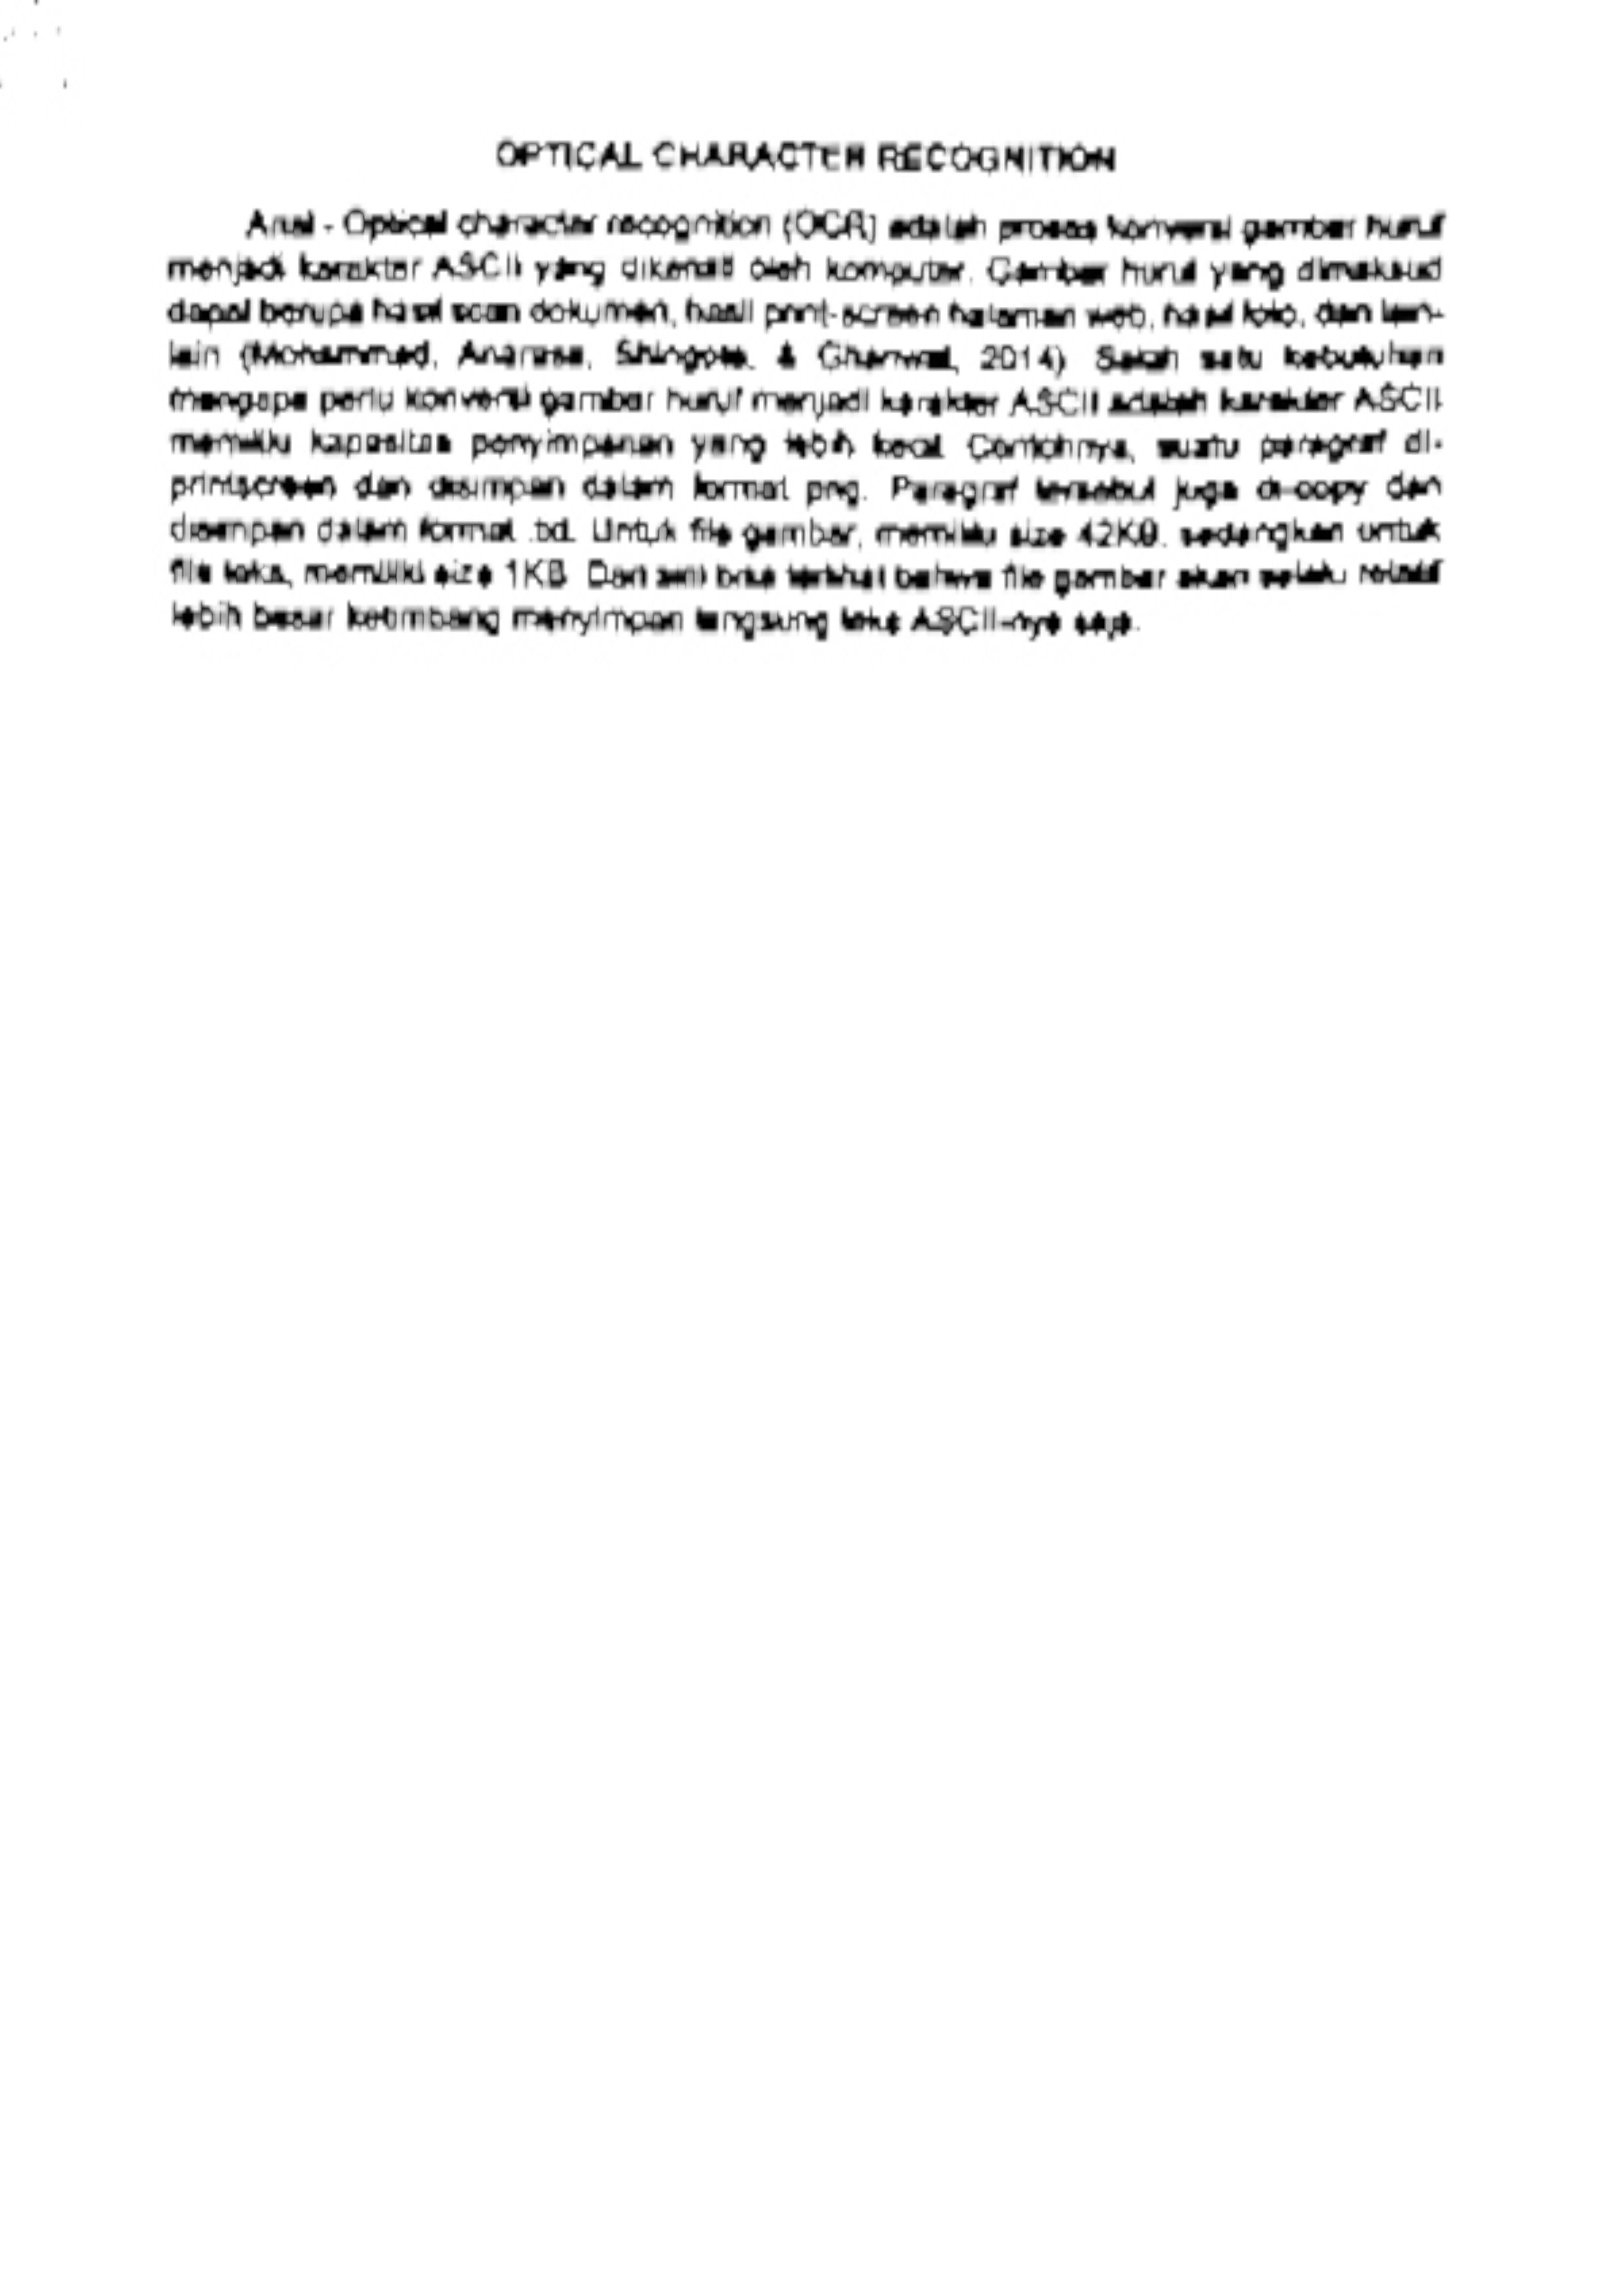 OPTICAL CHARACTER RECOGNITION
Arial - Optical character recognition (OCR) adalah proses konversi gambar huruf
menjadi karakter ASCII yang dikenali oleh komputer. Gambar huruf yang dimaksud
dapat berupa hasil scan dokumen, hasil print-screen halaman web, hasil foto, dan lain-
lain (Mohammad, Anarase, Shingote, & Ghanwat, 2014). Salah satu kebutuhan
mengapa perlu konversi gambar huruf menjadi karakter ASCII adalah karakter ASCII
memiliki kapasitas penyimpanan yang lebih kecil. Contohnya, suatu paragraf di-
printscreen dan disimpan dalam format png. Paragraf tersebut juga di-copy dan
disimpan dalam format .txt. Untuk file gambar, memiliki size 42KB, sedangkan untuk
file teks, memiliki size 1KB. Dari bisa terlihat bahwa file gambar akan selalu relatif
lebih besar ketimbang menyimpan langsung teks ASCII-nya saja.